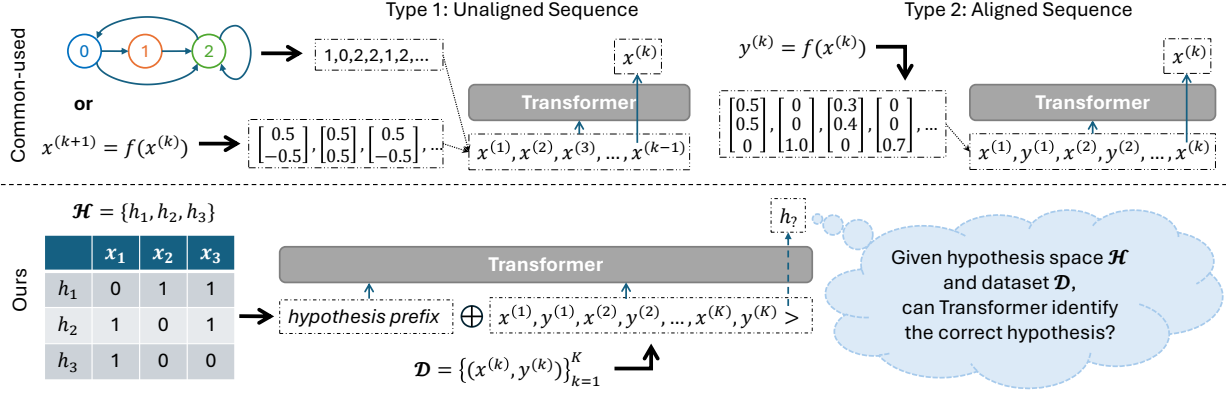 Type 1: Unaligned Sequence
Type 2: Aligned Sequence
Common-used
0
1
2
or
x^{(k+1)} = f(x^{(k)})
1,0,2,2,1,2,...
[0.5 −0.5], [0.5 0.5], [0.5 −0.5], ...
x^{(k)}
Transformer
x^{(1)}, x^{(2)}, x^{(3)}, ..., x^{(k−1)}
y^{(k)} = f(x^{(k)})
[0.5 0.5 0], [0 0 1.0], [0.3 0.4 0], [0 0 0.7], ...
x^{(k)}
Transformer
x^{(1)}, y^{(1)}, x^{(2)}, y^{(2)}, ..., x^{(k)}
Ours
𝓗 = {h₁, h₂, h₃}
x₁ x₂ x₃
h₁ 0 1 1
h₂ 1 0 1
h₃ 1 0 0
h_?
Transformer
hypothesis prefix ⊕ x^{(1)}, y^{(1)}, x^{(2)}, y^{(2)}, ..., x^{(K)}, y^{(K)} >
𝓓 = {(x^{(k)}, y^{(k)})}_{k=1}^{K}
Given hypothesis space 𝓗
and dataset 𝓓,
can Transformer identify
the correct hypothesis?